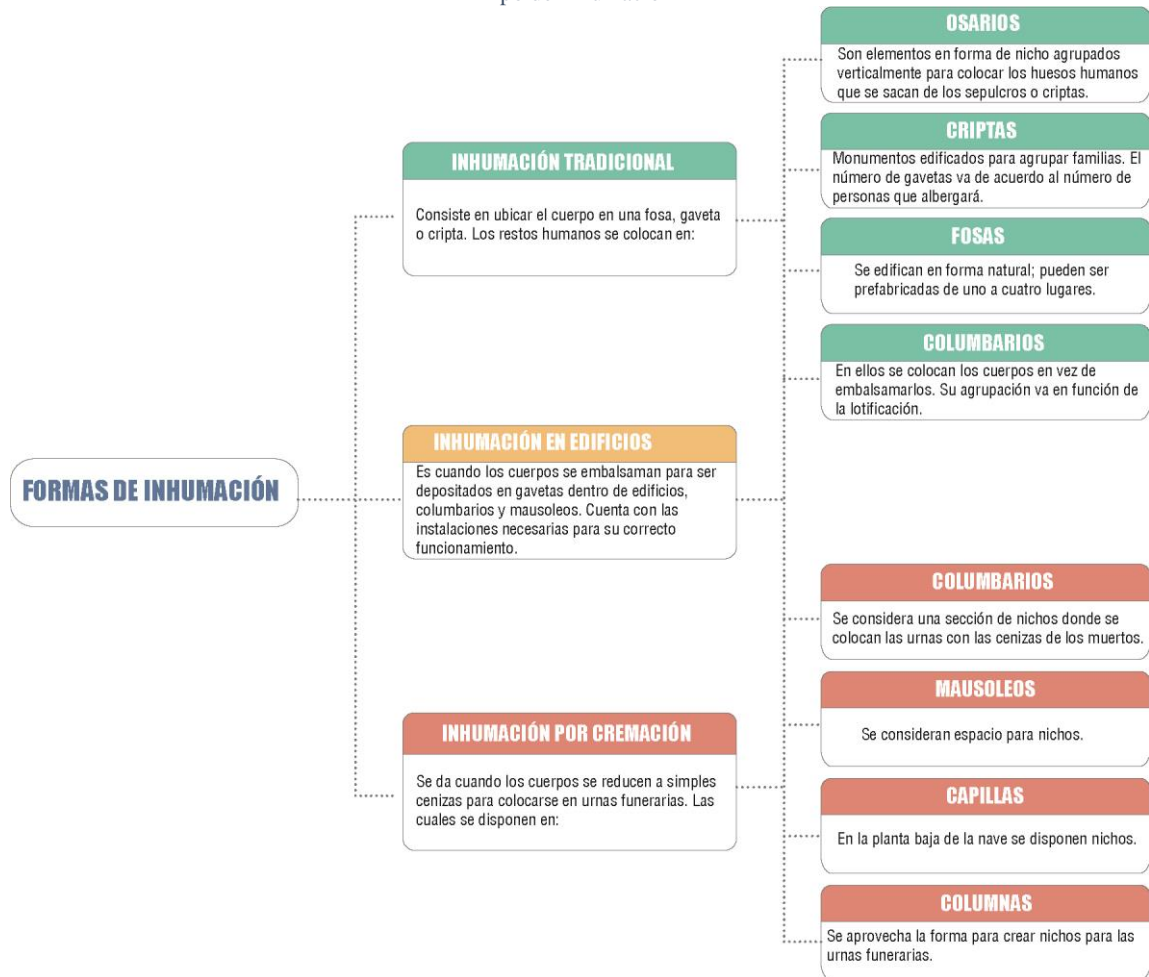 OSARIOS
Son elementos en forma de nicho agrupados
verticalmente para colocar los huesos humanos
que se sacan de los sepulcros o criptas.
CRIPTAS
Monumentos edificados para agrupar familias. El
número de gavetas va de acuerdo al número de
personas que albergará.
INHUMACIÓN TRADICIONAL
Consiste en ubicar el cuerpo en una fosa, gaveta
o cripta. Los restos humanos se colocan en:
FOSAS
Se edifican en forma natural; pueden ser
prefabricadas de uno a cuatro lugares.
COLUMBARIOS
En ellos se colocan los cuerpos en vez de
embalsamarlos. Su agrupación va en función de
la lotificación.
FORMAS DE INHUMACIÓN
INHUMACIÓN EN EDIFICIOS
Es cuando los cuerpos se embalsaman para ser
depositados en gavetas dentro de edificios,
columbarios y mausoleos. Cuenta con las
instalaciones necesarias para su correcto
funcionamiento.
INHUMACIÓN POR CREMACIÓN
Se da cuando los cuerpos se reducen a simples
cenizas para colocarse en urnas funerarias. Las
cuales se disponen en:
COLUMBARIOS
Se considera una sección de nichos donde se
colocan las urnas con las cenizas de los muertos.
MAUSOLEOS
Se consideran espacio para nichos.
CAPILLAS
En la planta baja de la nave se disponen nichos.
COLUMNAS
Se aprovecha la forma para crear nichos para las
urnas funerarias.